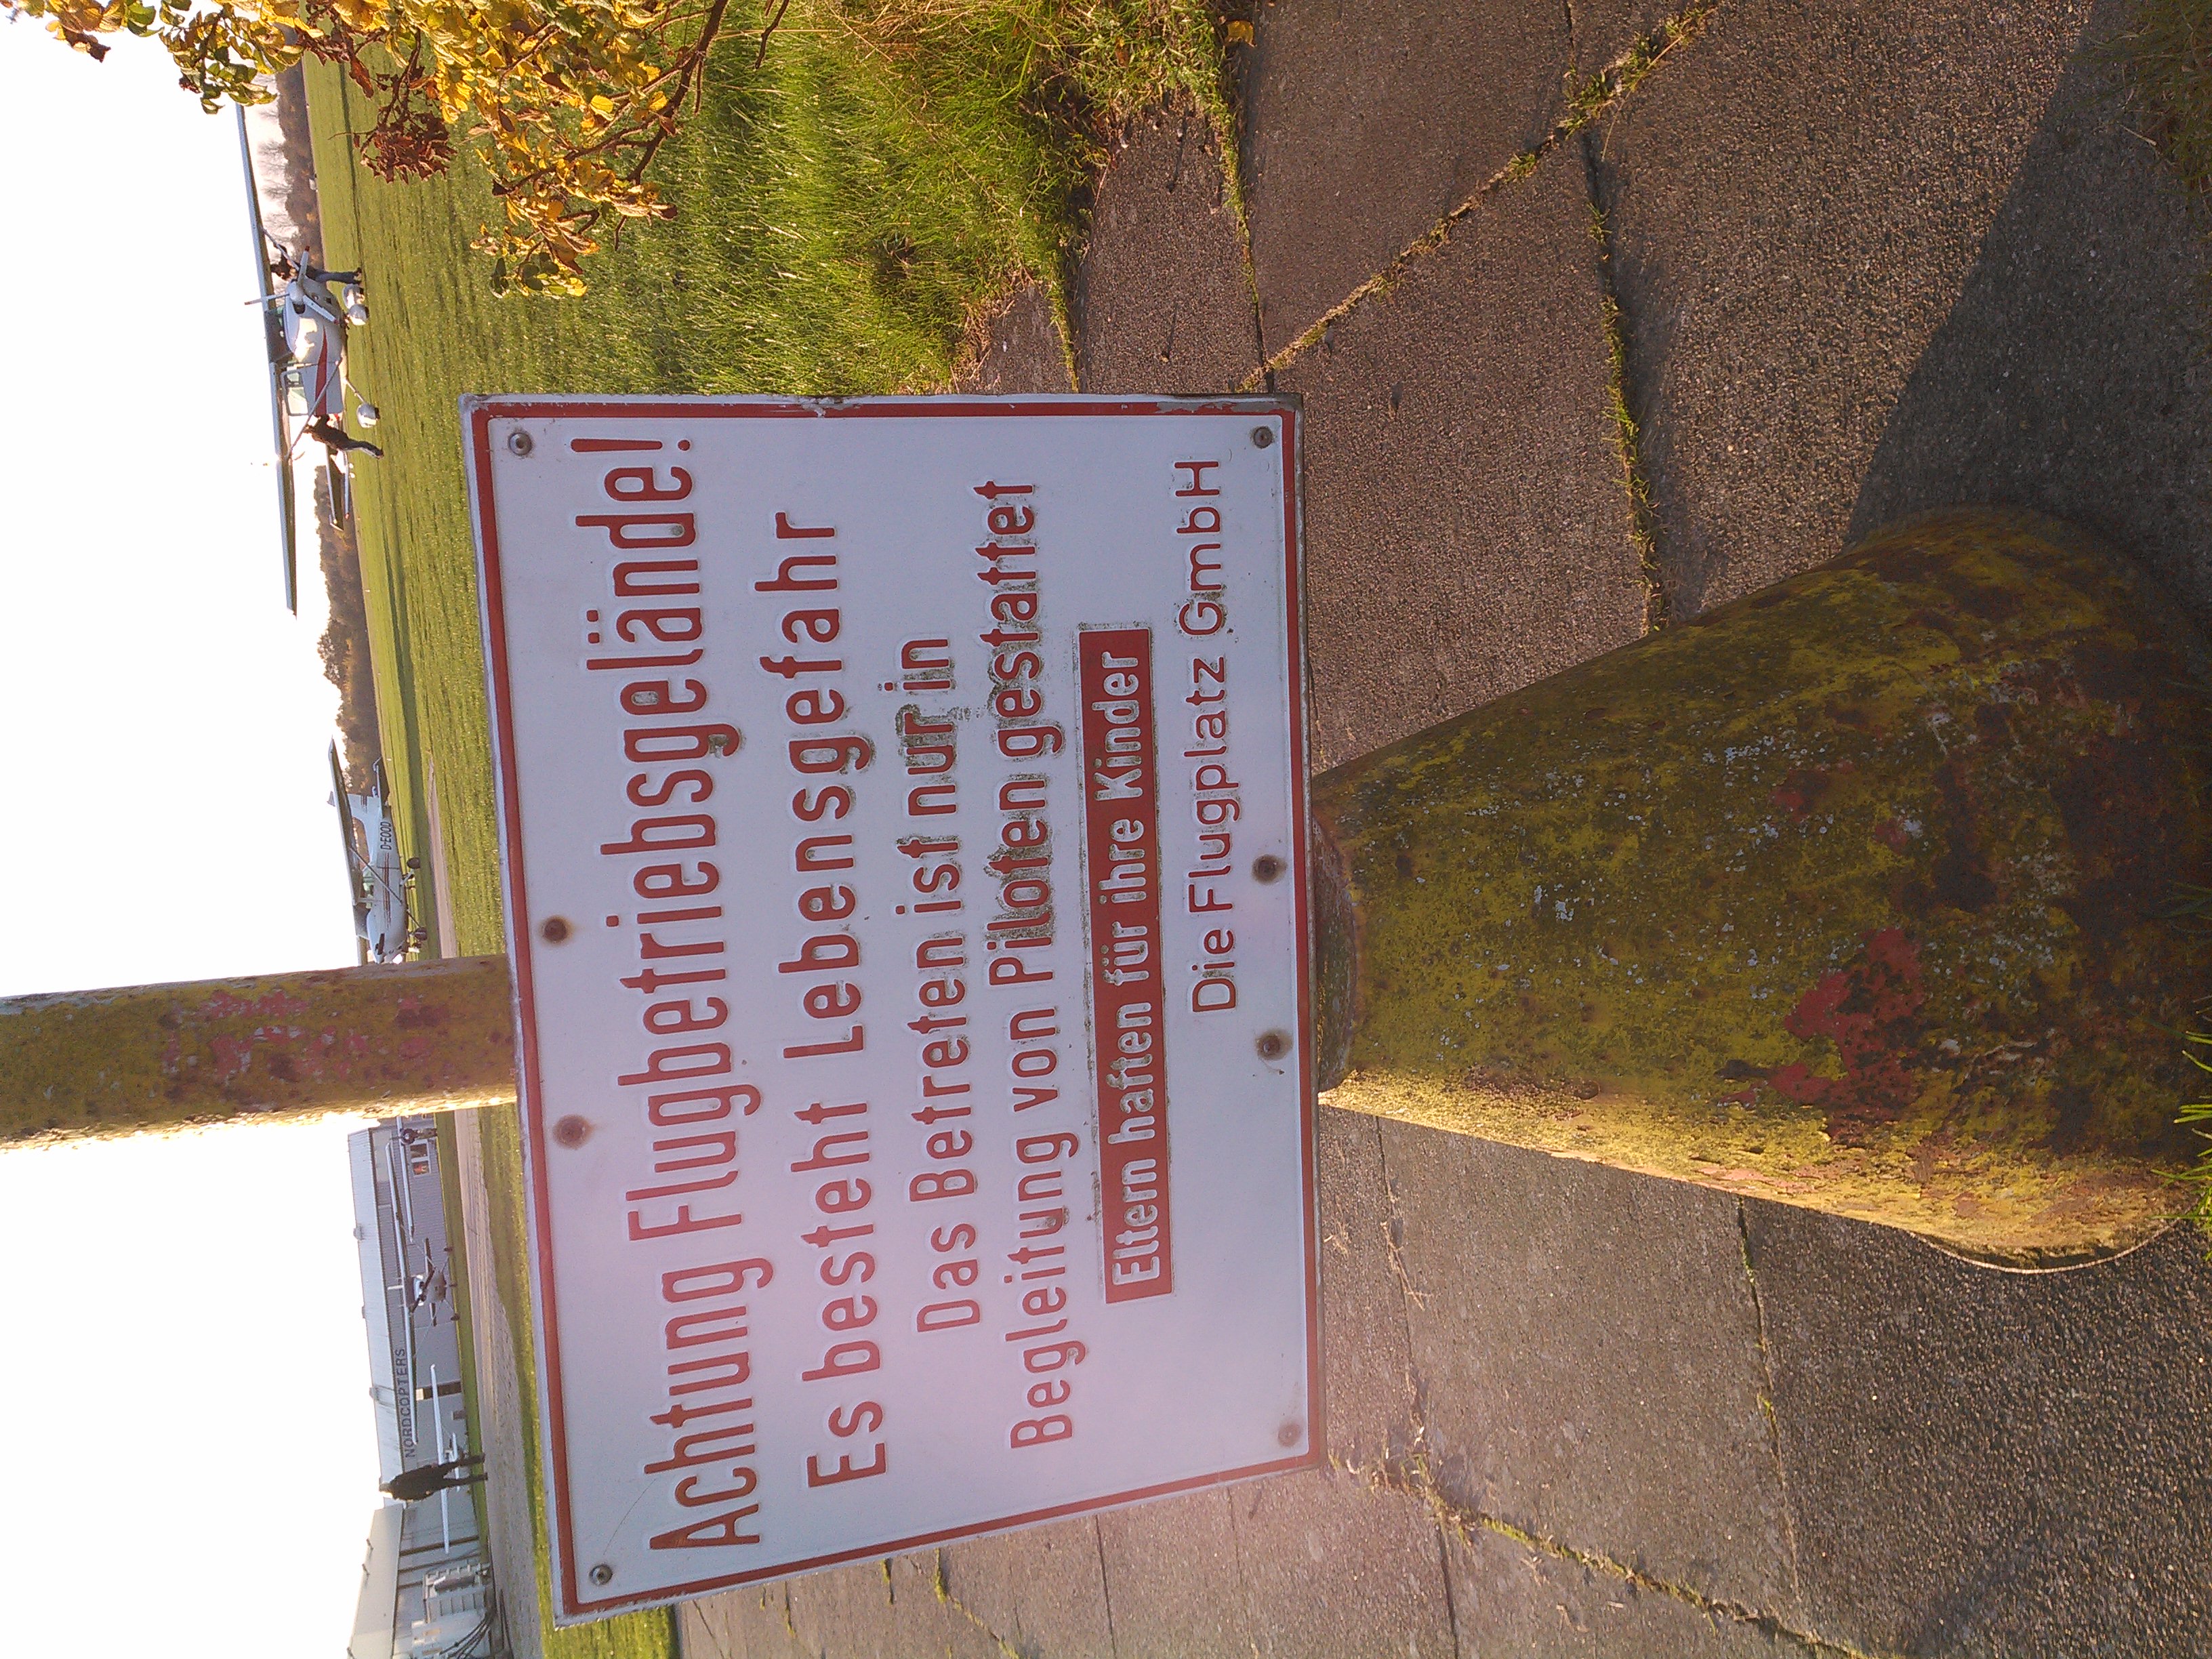 NORDCOPTERS
D-EOOD
Achtung Flugbetriebsgelände!
Es besteht Lebensgefahr
Das Betreten ist nur in
Begleitung von Piloten gestattet
Eltern haften für ihre Kinder
Die Flugplatz GmbH